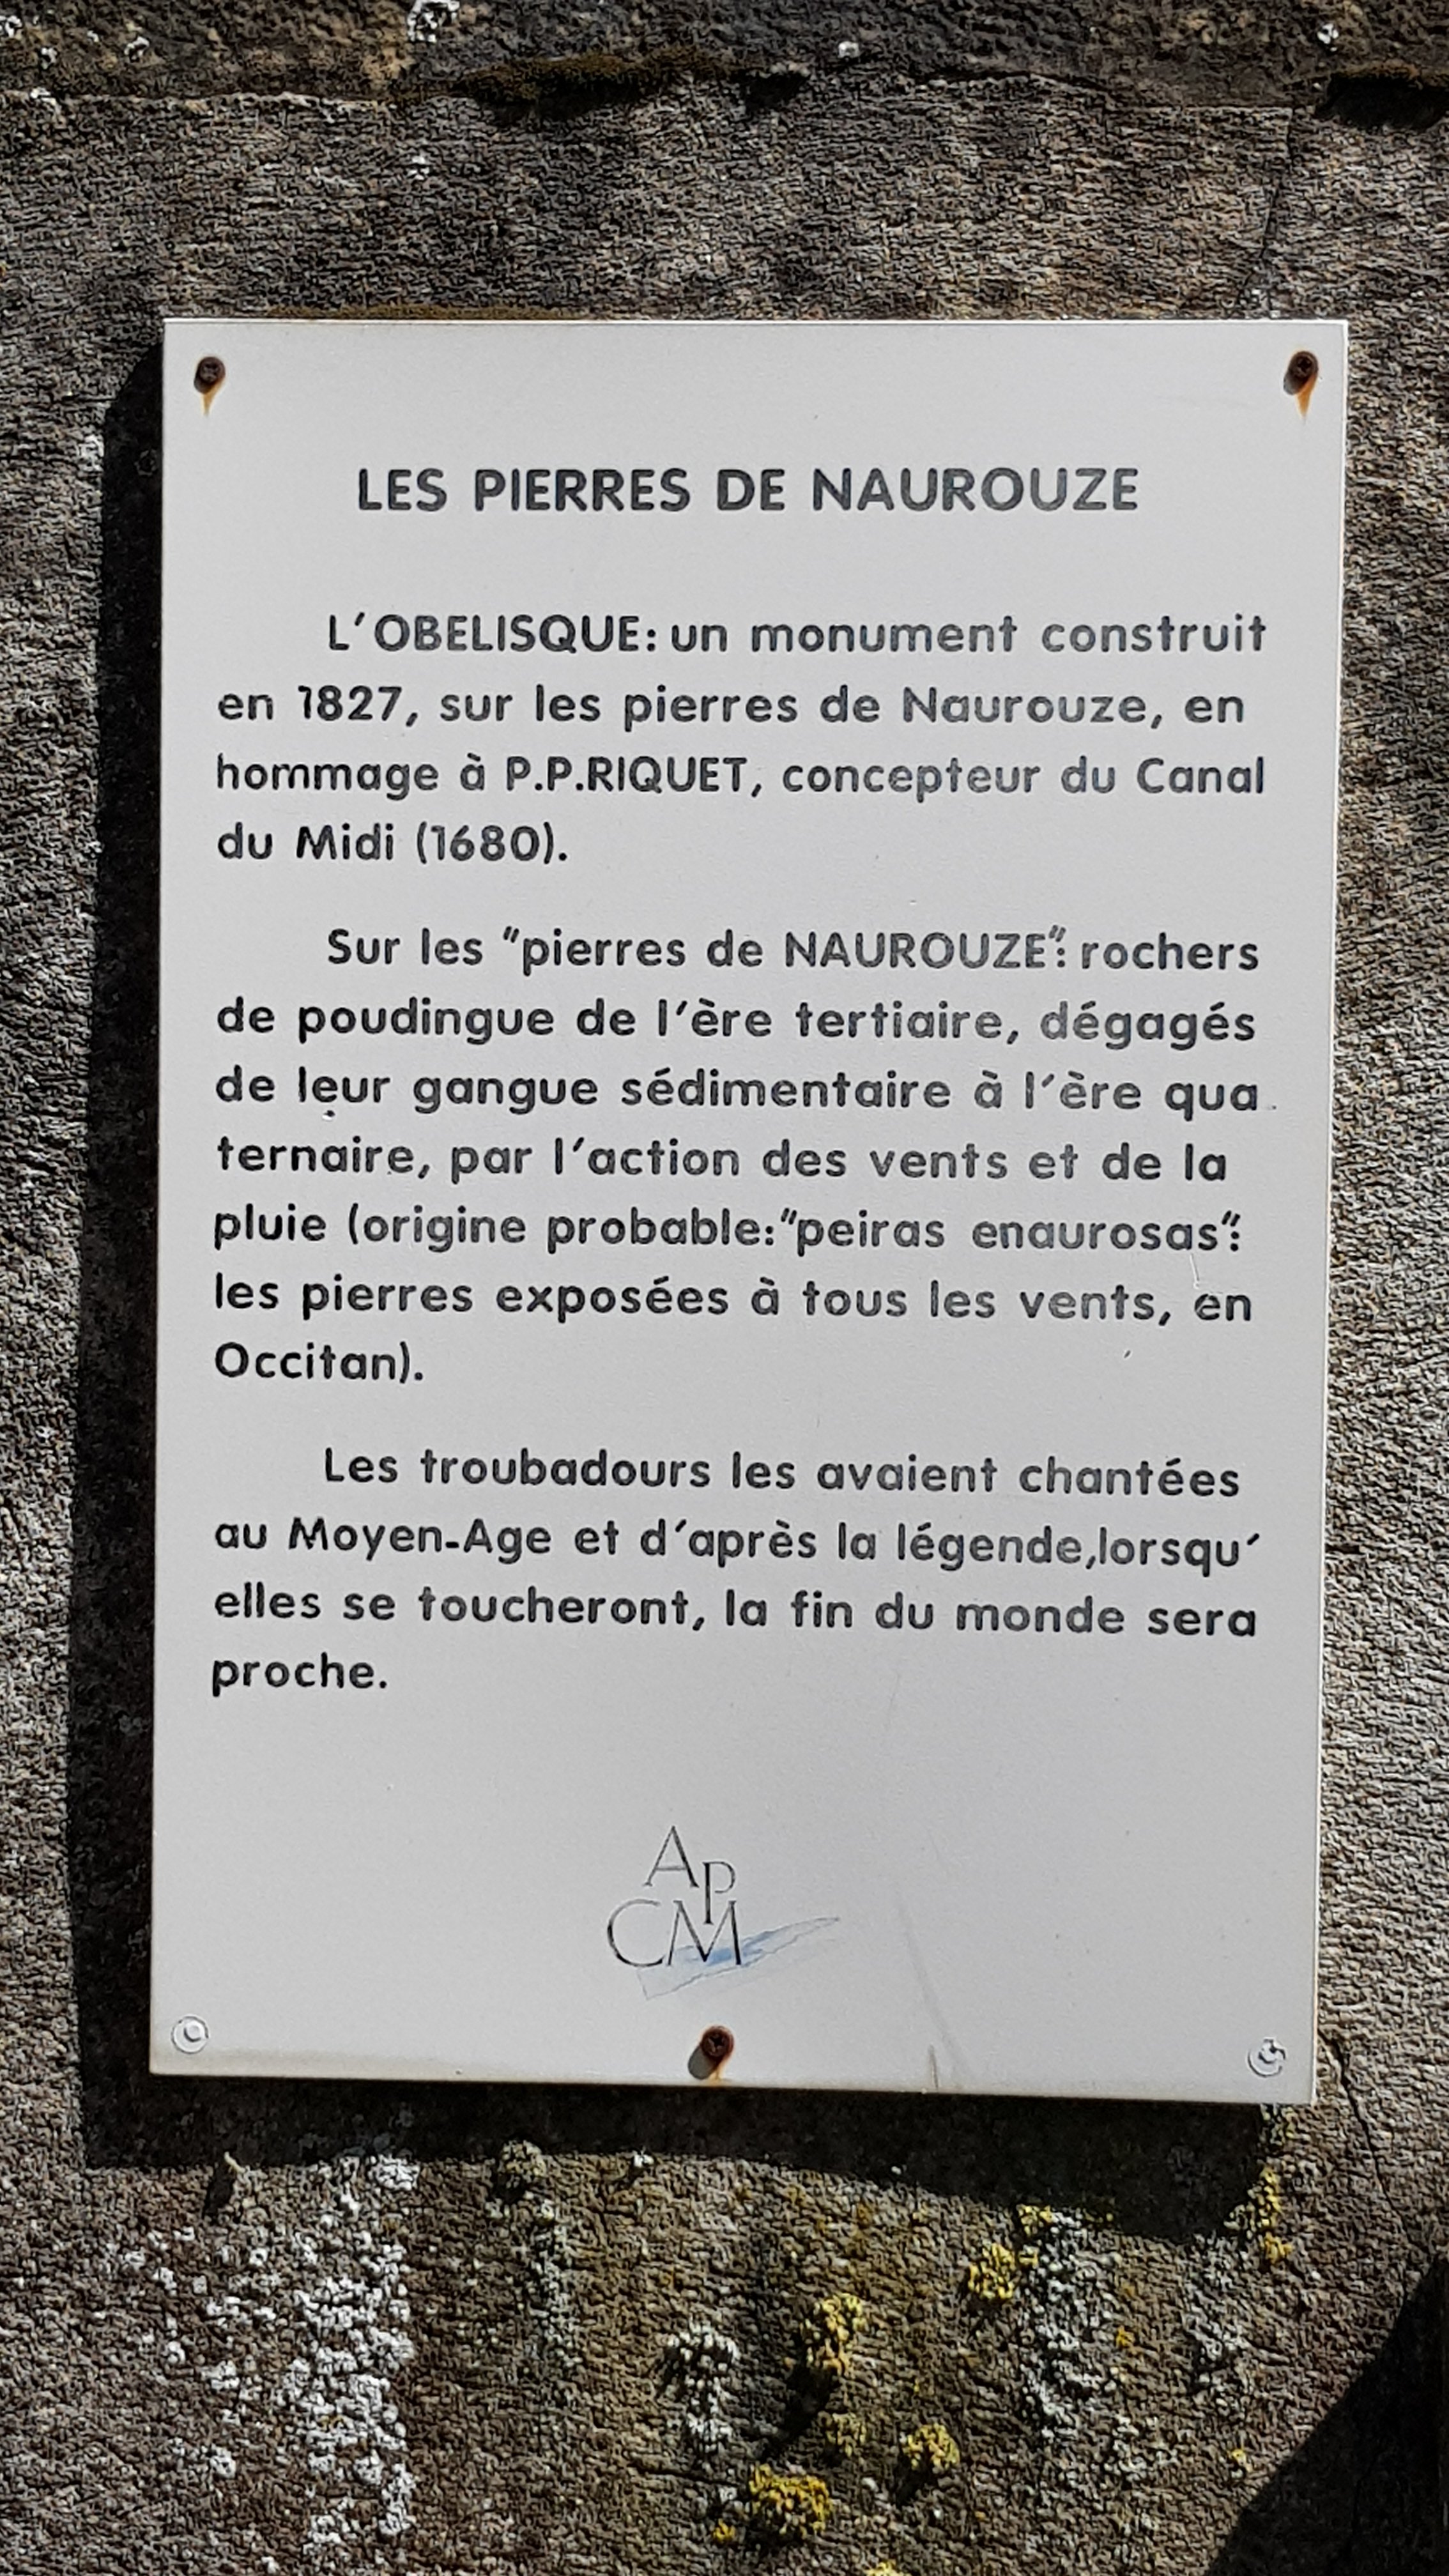 LES PIERRES DE NAUROUZE
L'OBELISQUE: un monument construit
en 1827, sur les pierres de Naurouze, en
hommage à P.P.RIQUET, concepteur du Canal
du Midi (1680).
Sur les "pierres de NAUROUZE": rochers
de poudingue de l'ère tertiaire, dégagés
de leur gangue sédimentaire à l'ère qua-
ternaire, par l'action des vents et de la
pluie (origine probable:"peiras enaurosas":
les pierres exposées à tous les vents, en
Occitan).
Les troubadours les avaient chantées
au Moyen-Age et d'après la légende,lorsqu'
elles se toucheront, la fin du monde sera
proche.
AP
CM